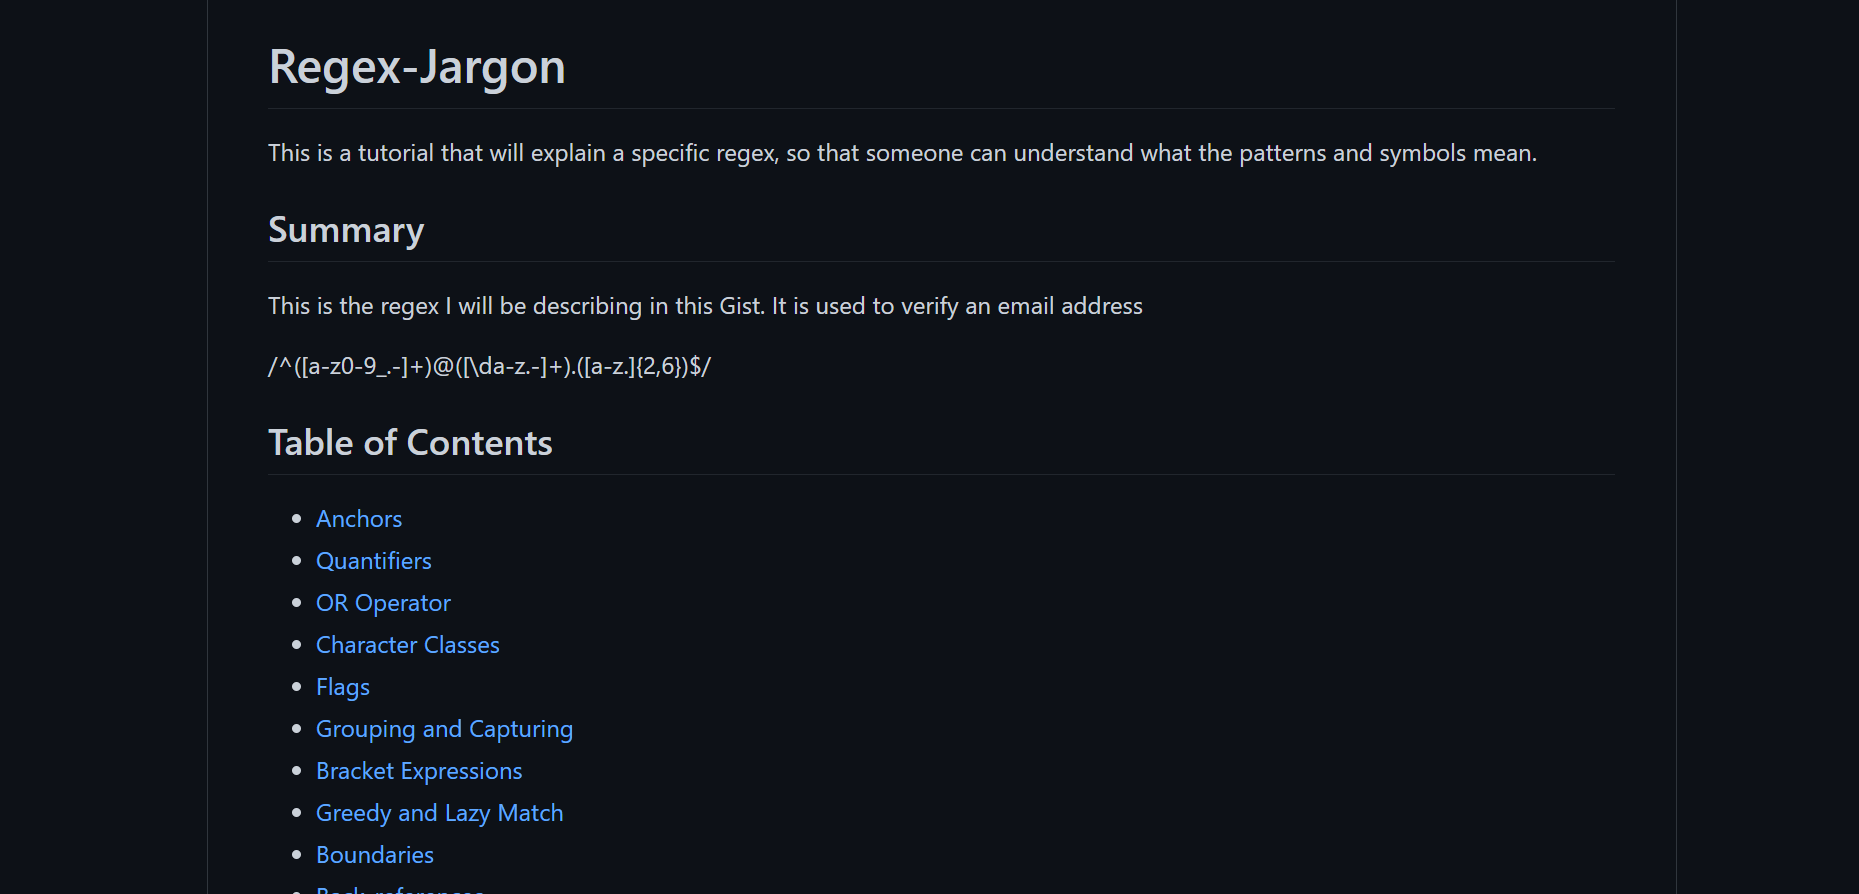 Regex-Jargon
This is a tutorial that will explain a specific regex, so that someone can understand what the patterns and symbols mean.
Summary
This is the regex I will be describing in this Gist. It is used to verify an email address
/^([a-z0-9_.-]+)@([\da-z.-]+).([a-z.]{2,6})$/
Table of Contents
Anchors
Quantifiers
OR Operator
Character Classes
Flags
Grouping and Capturing
Bracket Expressions
Greedy and Lazy Match
Boundaries
Back-references